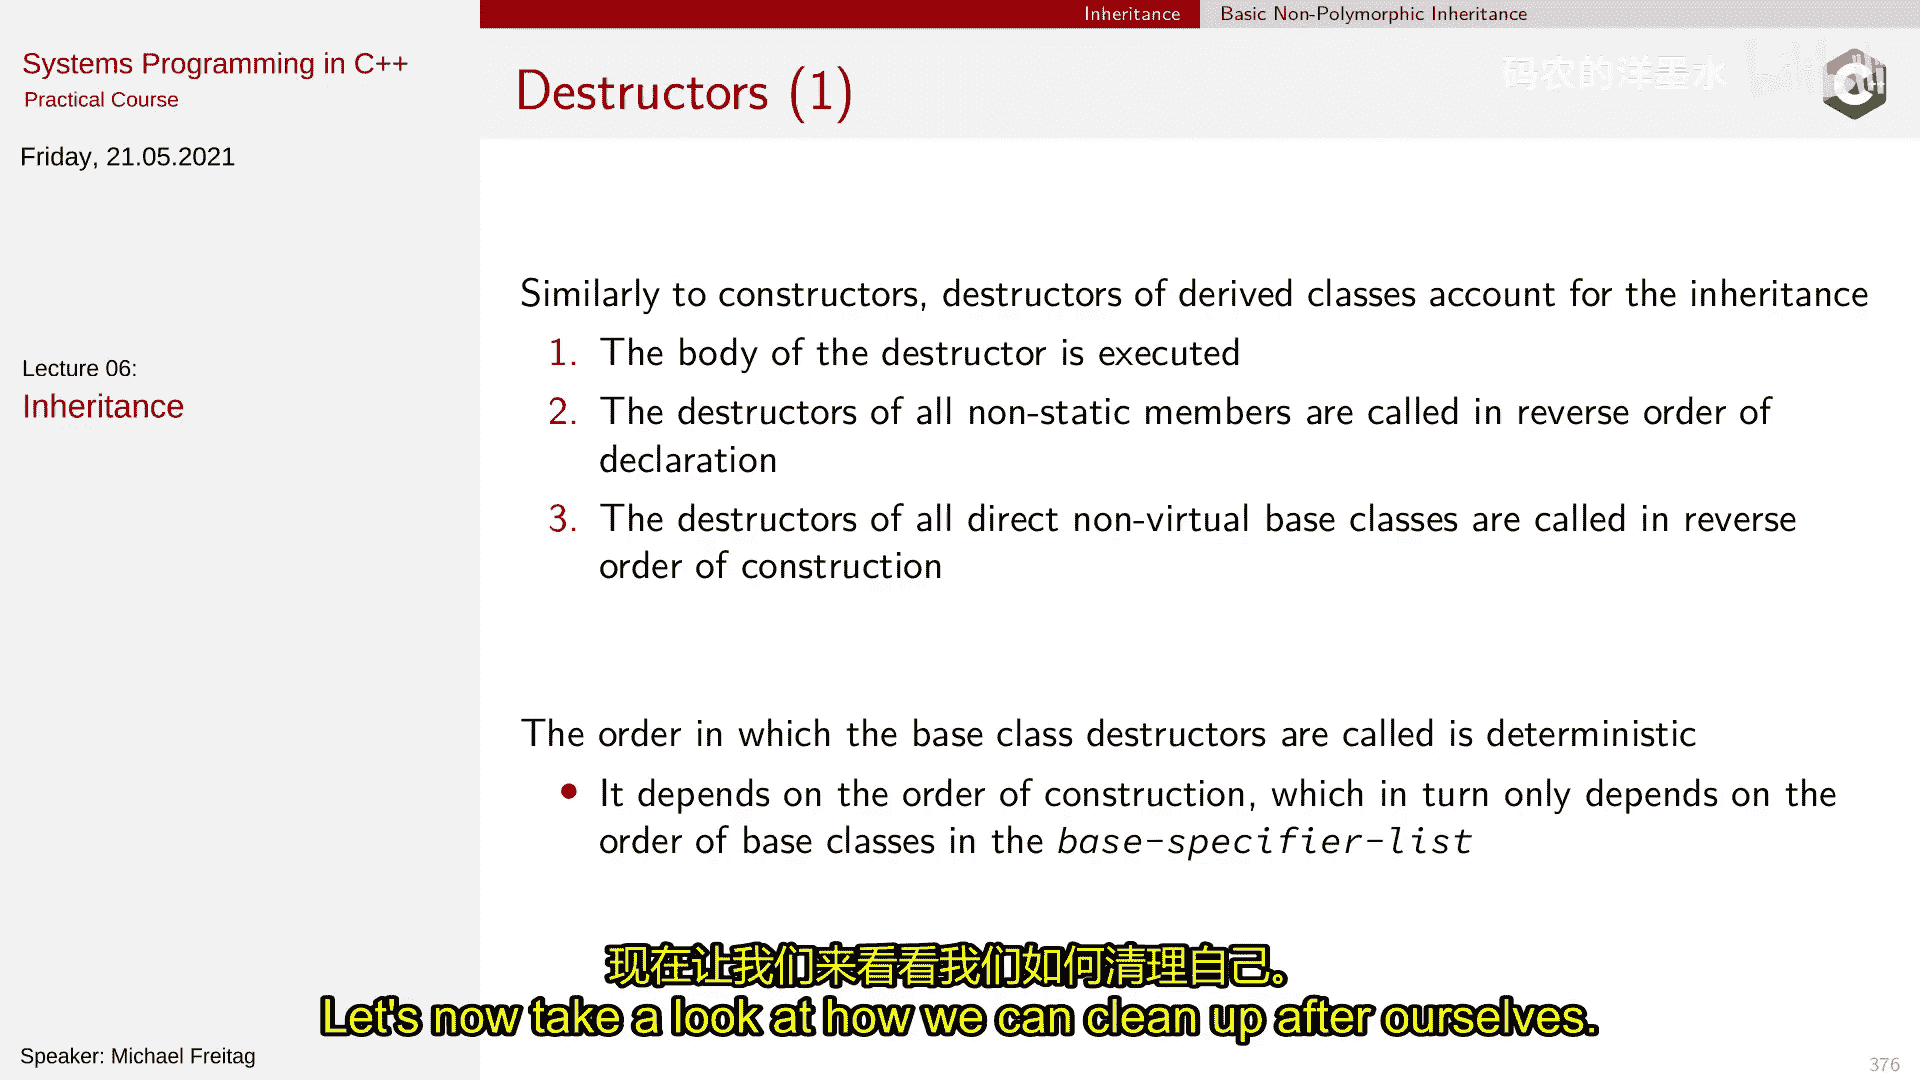 Inheritance
Basic Non-Polymorphic Inheritance
Systems Programming in C++
Practical Course
Friday, 21.05.2021
Lecture 06:
Inheritance
Destructors (1)
码农的洋墨水
Similarly to constructors, destructors of derived classes account for the inheritance
1. The body of the destructor is executed
2. The destructors of all non-static members are called in reverse order of
declaration
3. The destructors of all direct non-virtual base classes are called in reverse
order of construction
The order in which the base class destructors are called is deterministic
• It depends on the order of construction, which in turn only depends on the
order of base classes in the base-specifier-list
现在让我们来看看我们如何清理自己。
Let's now take a look at how we can clean up after ourselves.
Speaker: Michael Freitag
376